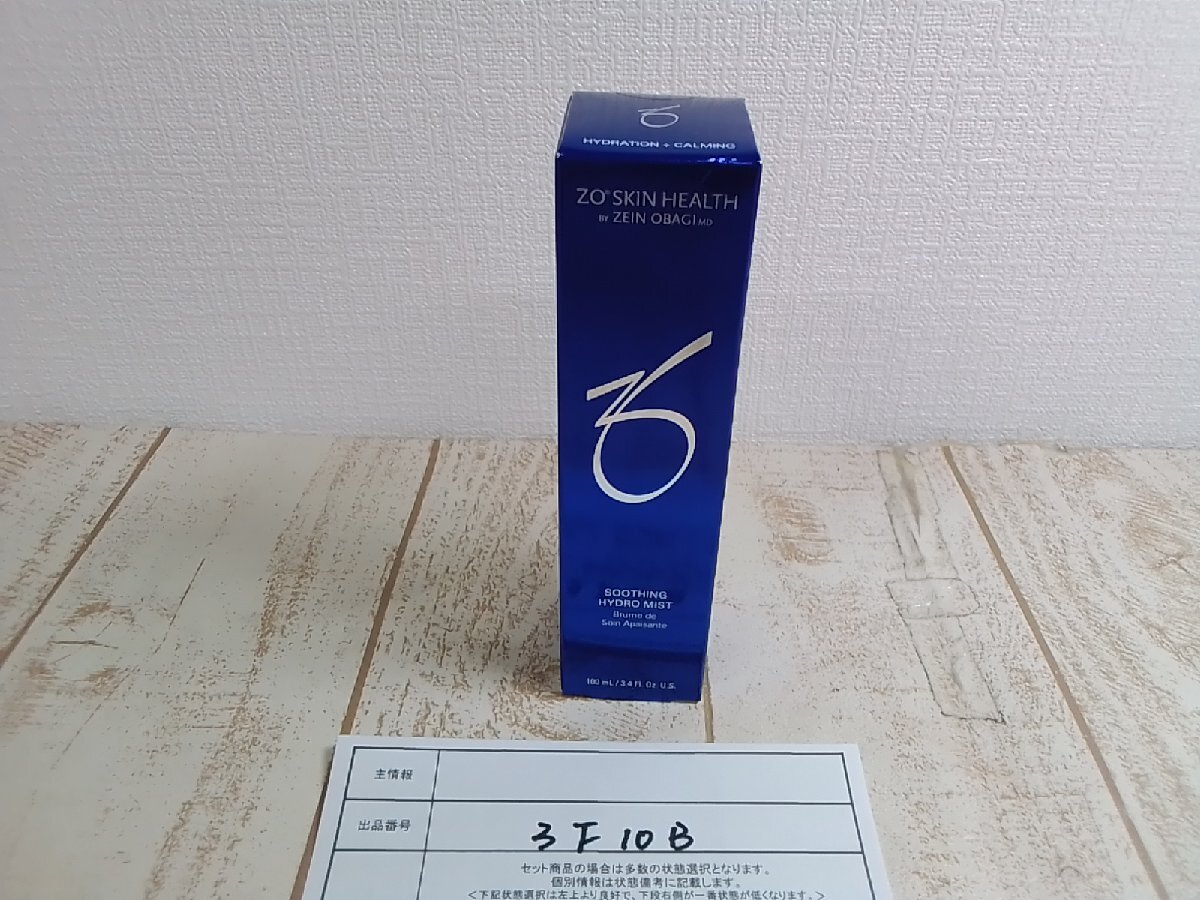 HYDRATION + CALMING
ZO® SKIN HEALTH
BY ZEIN OBAGI MD
SOOTHING
HYDRO MIST
Brume de
Soin Apaisante
100 mL / 3.4 fl. Oz. U.S.
主情報
出品番号
3F10B
セット商品の場合は多数の状態選択となります。
個別情報は状態備考に記載します。
<下記状態選択は左上より良好で、下段右側が一番状態が低くなります。>